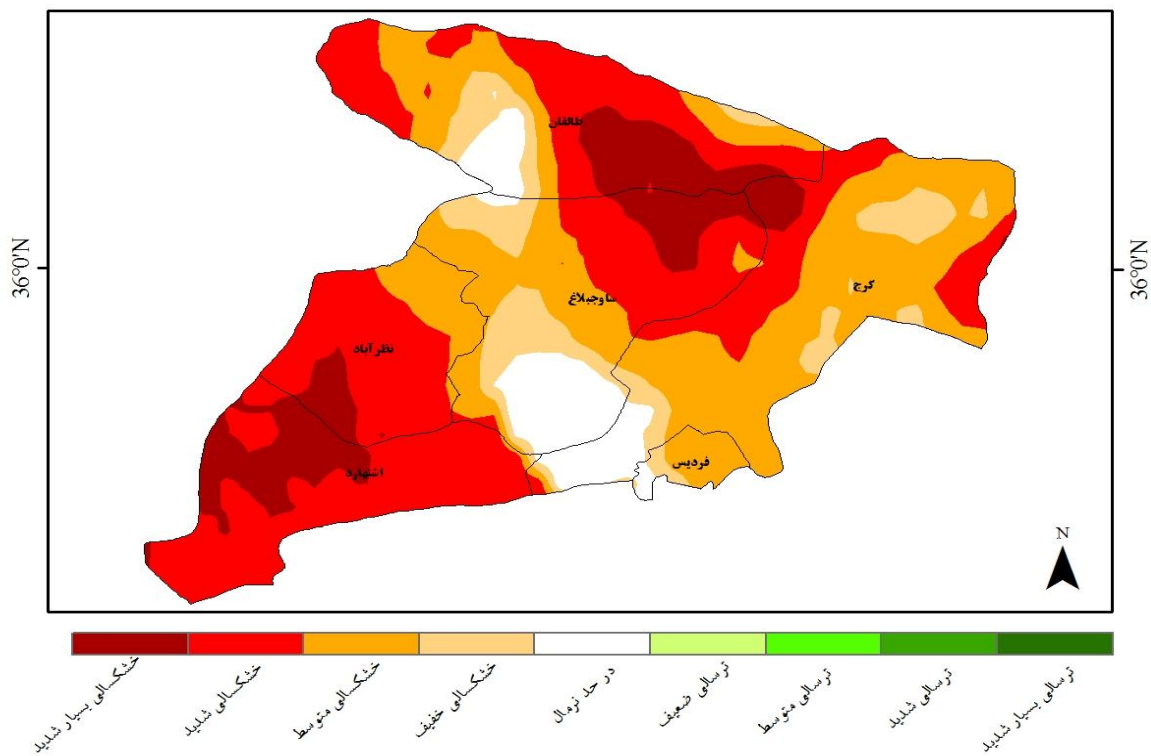 طالقان
36°0'N
36°0'N
ساوجبلاغ
کرج
نظرآباد
فردیس
اشتهارد
N
خشکسالی بسیار شدید
خشکسالی شدید
خشکسالی متوسط
خشکسالی خفیف
در حد نرمال
ترسالی ضعیف
ترسالی متوسط
ترسالی شدید
ترسالی بسیار شدید